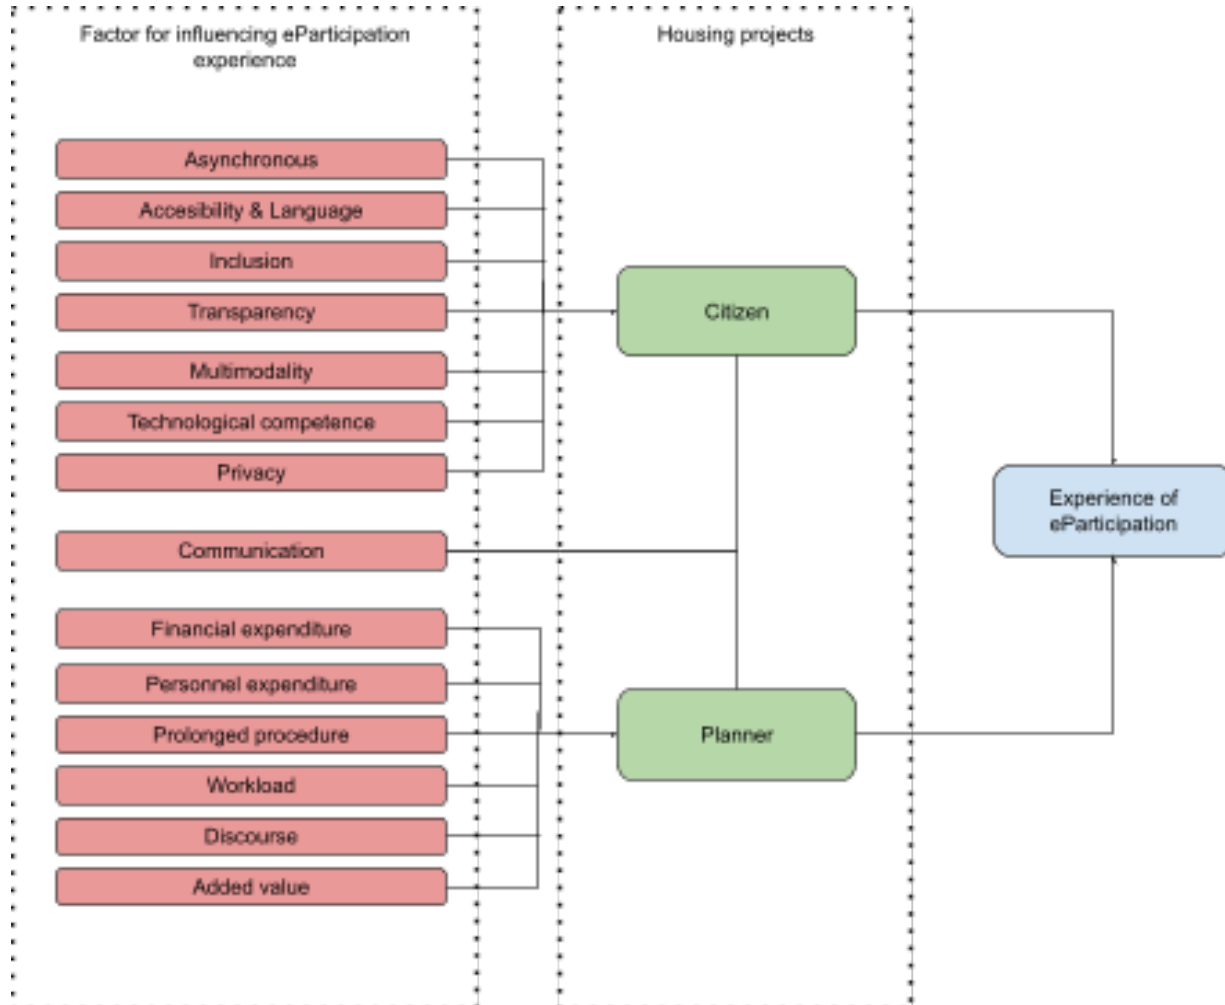 Factor for influencing eParticipation
experience
Housing projects
Asynchronous
Accesibility & Language
Inclusion
Transparency
Multimodality
Technological competence
Privacy
Communication
Financial expenditure
Personnel expenditure
Prolonged procedure
Workload
Discourse
Added value
Citizen
Planner
Experience of
eParticipation